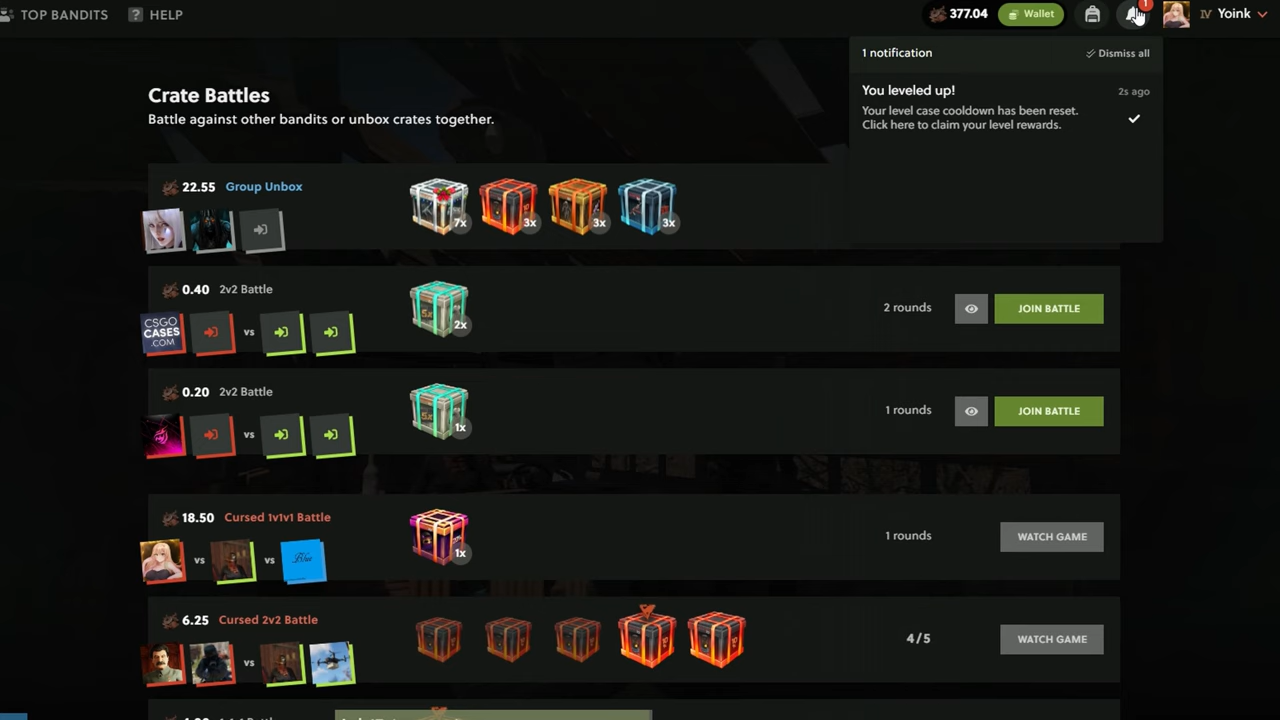 TOP BANDITS
? HELP
377.04
Wallet
1
IV Yoink
1 notification
Dismiss all
You leveled up!
2s ago
Your level case cooldown has been reset.
Click here to claim your level rewards.
Crate Battles
Battle against other bandits or unbox crates together.
22.55 Group Unbox
7x
3x
3x
3x
0.40 2v2 Battle
CSGO
CASES
.COM
vs
5x
2x
2 rounds
JOIN BATTLE
0.20 2v2 Battle
vs
5x
1x
1 rounds
JOIN BATTLE
18.50 Cursed 1v1v1 Battle
vs
vs
Blue
1x
1 rounds
WATCH GAME
6.25 Cursed 2v2 Battle
vs
4/5
WATCH GAME